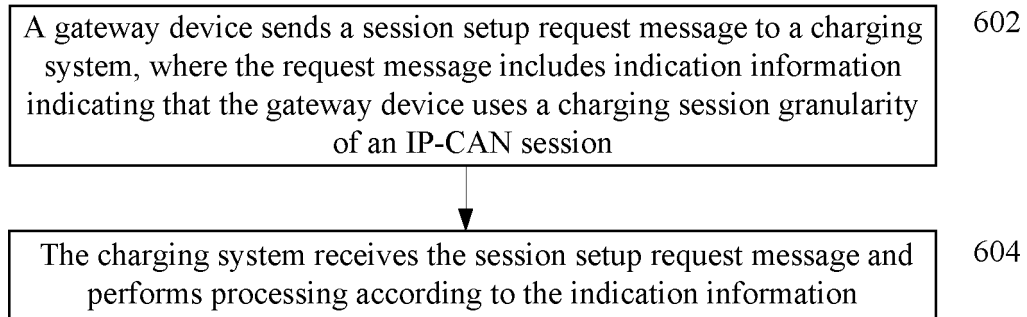 A gateway device sends a session setup request message to a charging
system, where the request message includes indication information
indicating that the gateway device uses a charging session granularity
of an IP-CAN session
602
The charging system receives the session setup request message and
performs processing according to the indication information
604